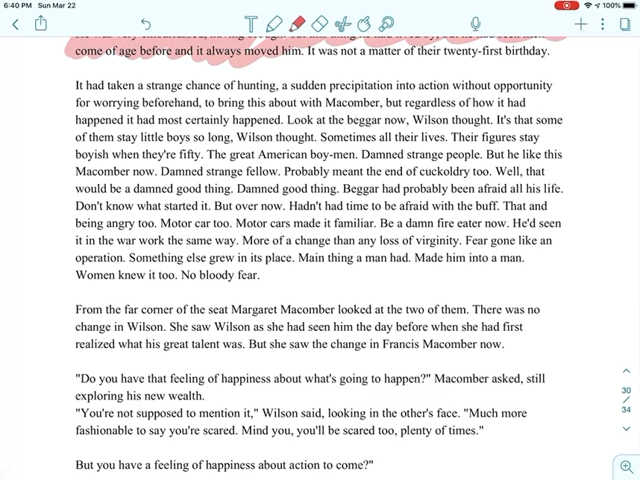 6:40 PM Sun Mar 22
100%
come of age before and it always moved him. It was not a matter of their twenty-first birthday.
It had taken a strange chance of hunting, a sudden precipitation into action without opportunity
for worrying beforehand, to bring this about with Macomber, but regardless of how it had
happened it had most certainly happened. Look at the beggar now, Wilson thought. It's that some
of them stay little boys so long, Wilson thought. Sometimes all their lives. Their figures stay
boyish when they're fifty. The great American boy-men. Damned strange people. But he like this
Macomber now. Damned strange fellow. Probably meant the end of cuckoldry too. Well, that
would be a damned good thing. Damned good thing. Beggar had probably been afraid all his life.
Don't know what started it. But over now. Hadn't had time to be afraid with the buff. That and
being angry too. Motor car too. Motor cars made it familiar. Be a damn fire eater now. He'd seen
it in the war work the same way. More of a change than any loss of virginity. Fear gone like an
operation. Something else grew in its place. Main thing a man had. Made him into a man.
Women knew it too. No bloody fear.
From the far corner of the seat Margaret Macomber looked at the two of them. There was no
change in Wilson. She saw Wilson as she had seen him the day before when she had first
realized what his great talent was. But she saw the change in Francis Macomber now.
"Do you have that feeling of happiness about what's going to happen?" Macomber asked, still
exploring his new wealth.
"You're not supposed to mention it," Wilson said, looking in the other's face. "Much more
fashionable to say you're scared. Mind you, you'll be scared too, plenty of times."
But you have a feeling of happiness about action to come?"
30
/
34